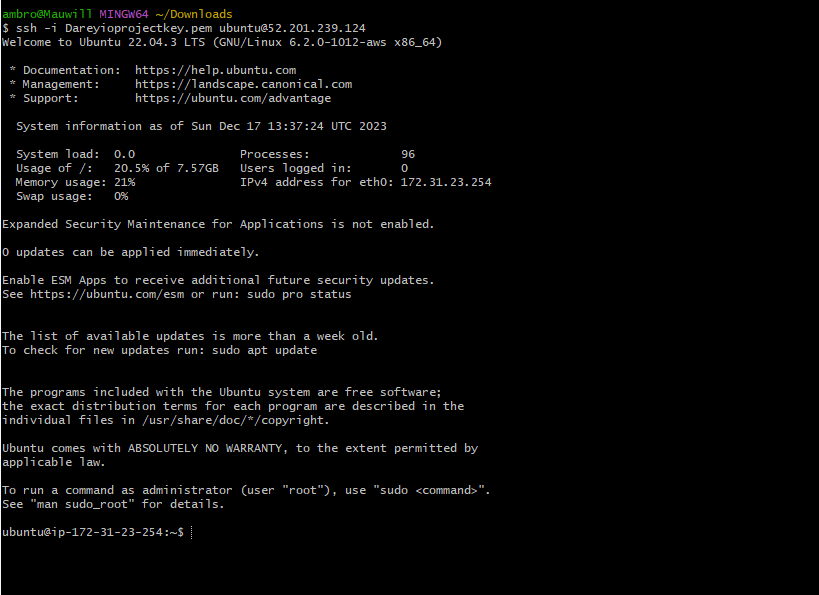 ambro@Mauwill MINGW64 ~/Downloads
$ ssh -i Dareyioprojectkey.pem ubuntu@52.201.239.124
Welcome to Ubuntu 22.04.3 LTS (GNU/Linux 6.2.0-1012-aws x86_64)

 * Documentation:  https://help.ubuntu.com
 * Management:     https://landscape.canonical.com
 * Support:        https://ubuntu.com/advantage

  System information as of Sun Dec 17 13:37:24 UTC 2023

  System load:  0.0               Processes:             96
  Usage of /:   20.5% of 7.57GB   Users logged in:       0
  Memory usage: 21%               IPv4 address for eth0: 172.31.23.254
  Swap usage:   0%

Expanded Security Maintenance for Applications is not enabled.

0 updates can be applied immediately.

Enable ESM Apps to receive additional future security updates.
See https://ubuntu.com/esm or run: sudo pro status


The list of available updates is more than a week old.
To check for new updates run: sudo apt update


The programs included with the Ubuntu system are free software;
the exact distribution terms for each program are described in the
individual files in /usr/share/doc/*/copyright.

Ubuntu comes with ABSOLUTELY NO WARRANTY, to the extent permitted by
applicable law.

To run a command as administrator (user "root"), use "sudo <command>".
See "man sudo_root" for details.

ubuntu@ip-172-31-23-254:~$